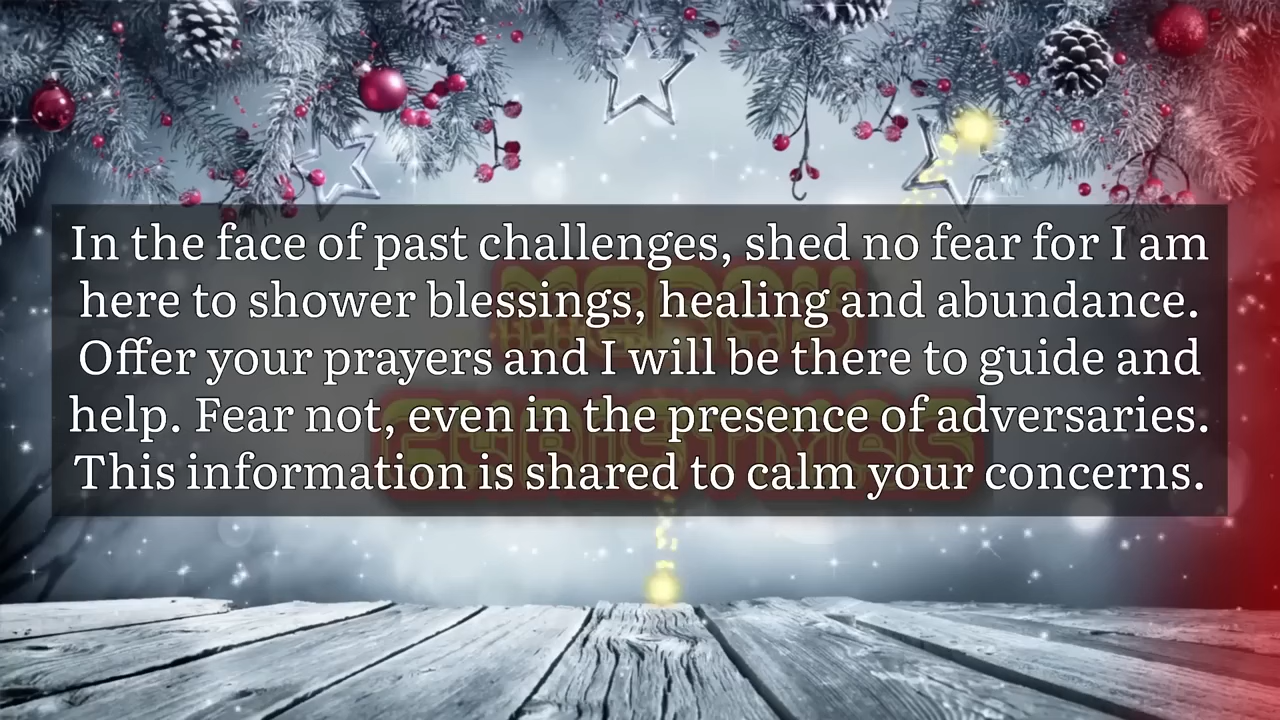 In the face of past challenges, shed no fear for I am
here to shower blessings, healing and abundance.
Offer your prayers and I will be there to guide and
help. Fear not, even in the presence of adversaries.
This information is shared to calm your concerns.
MERRY
CHRISTMAS